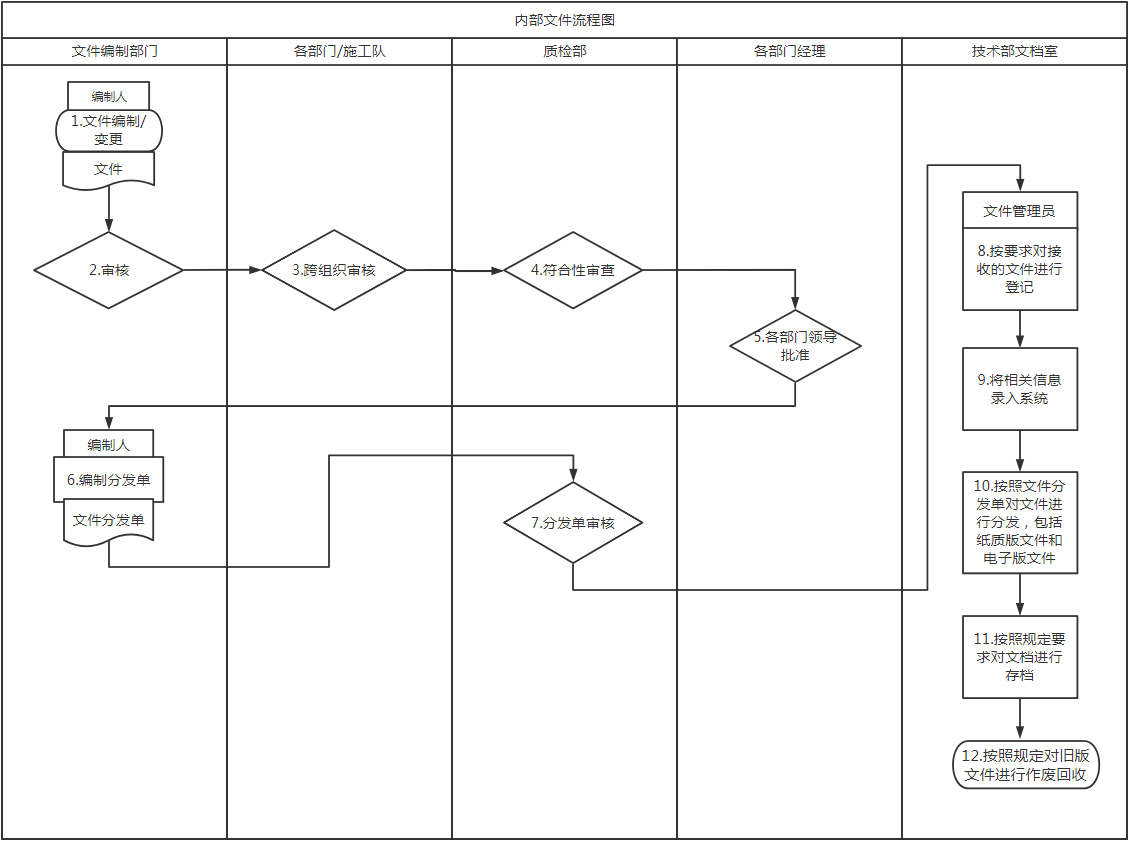 内部文件流程图
文件编制部门
各部门/施工队
质检部
各部门经理
技术部文档室
编制人
1.文件编制/
变更
文件
2.审核
3.跨组织审核
4.符合性审查
5.各部门领导
批准
编制人
6.编制分发单
文件分发单
7.分发单审核
文件管理员
8.按要求对接
收的文件进行
登记
9.将相关信息
录入系统
10.按照文件分
发单对文件进
行分发，包括
纸质版文件和
电子版文件
11.按照规定要
求对文档进行
存档
12.按照规定对旧版
文件进行作废回收